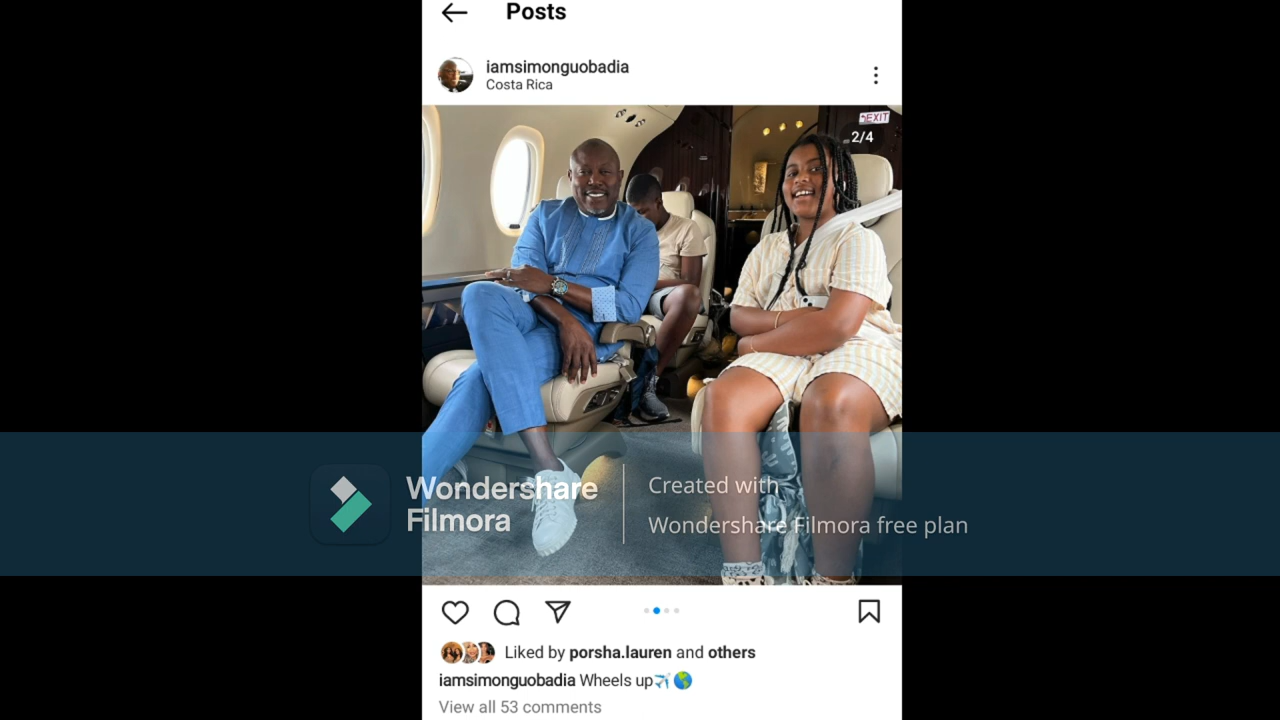 Posts
iamsimonguobadia
Costa Rica
EXIT
2/4
Wondershare
Filmora
Created with
Wondershare Filmora free plan
Liked by porsha.lauren and others
iamsimonguobadia Wheels up✈️🌎
View all 53 comments